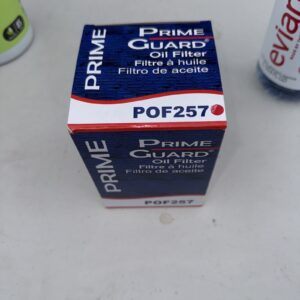 PRIME
PRIME
GUARD®
Oil Filter
Filtre à huile
Filtro de aceite
POF257
PRIME
PRIME
GUARD®
Oil Filter
Filtre à huile
Filtro de aceite
POF257
evian